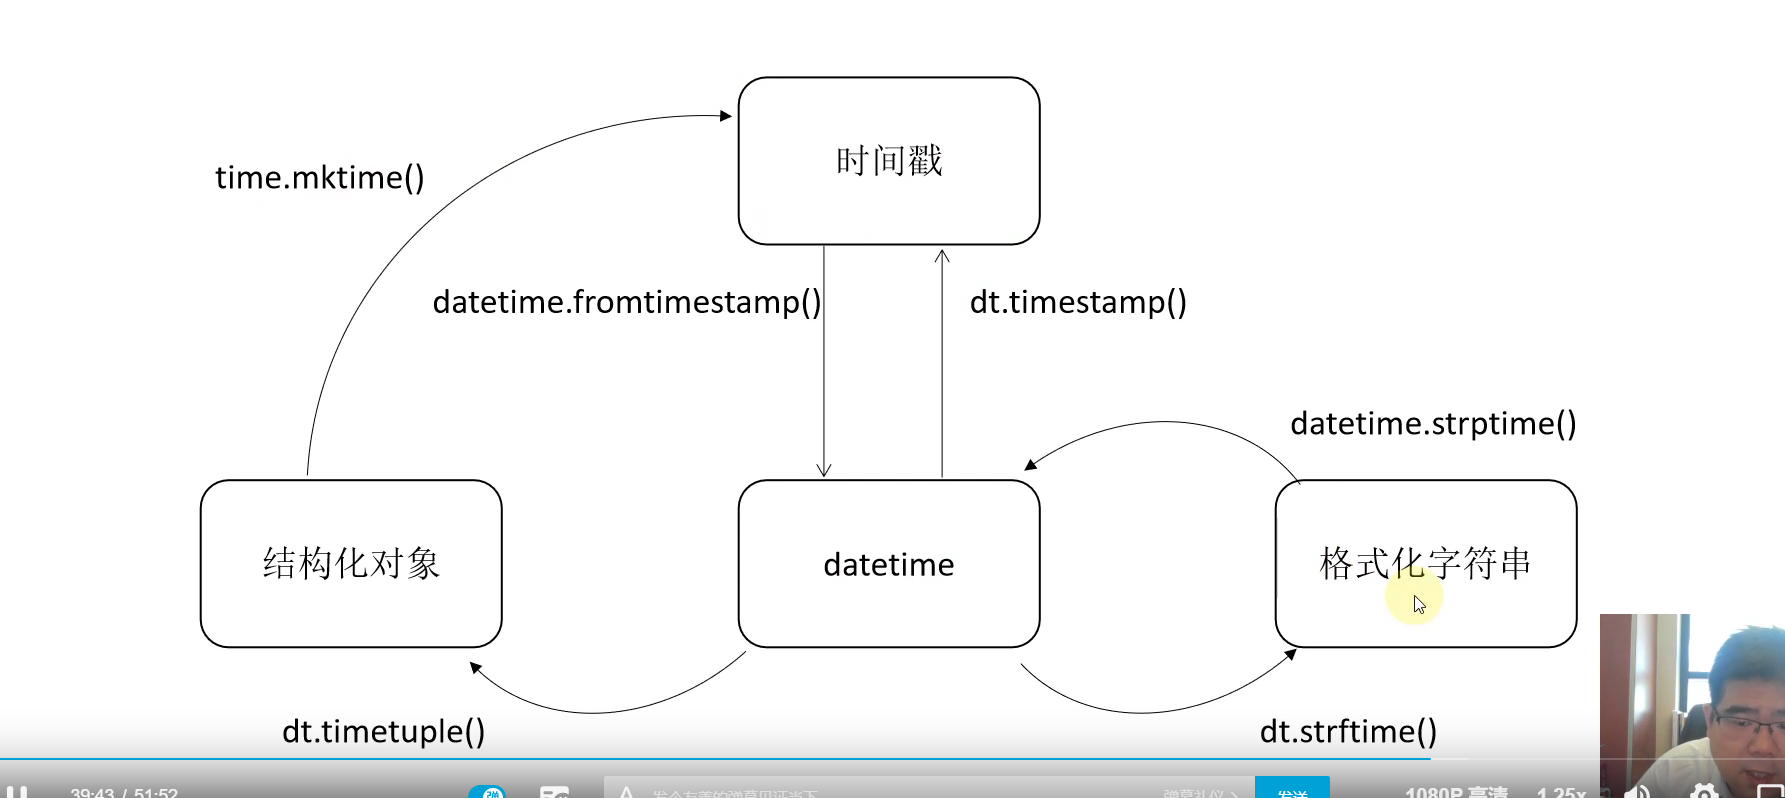 时间戳
time.mktime()
datetime.fromtimestamp()
dt.timestamp()
datetime.strptime()
结构化对象
datetime
格式化字符串
dt.timetuple()
dt.strftime()
39:43 / 51:52
弹
发个友善的弹幕见证当下
弹幕礼仪 >
发送
1080P 高清
1.25x